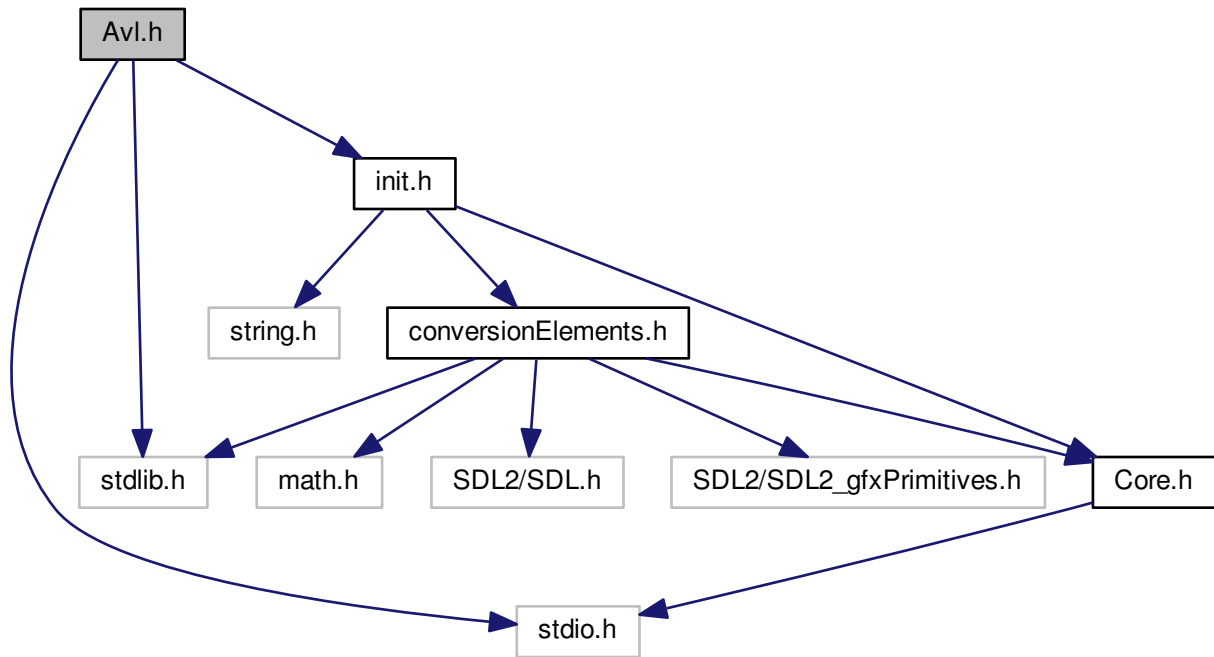 Avl.h
init.h
string.h
conversionElements.h
stdlib.h
math.h
SDL2/SDL.h
SDL2/SDL2_gfxPrimitives.h
Core.h
stdio.h